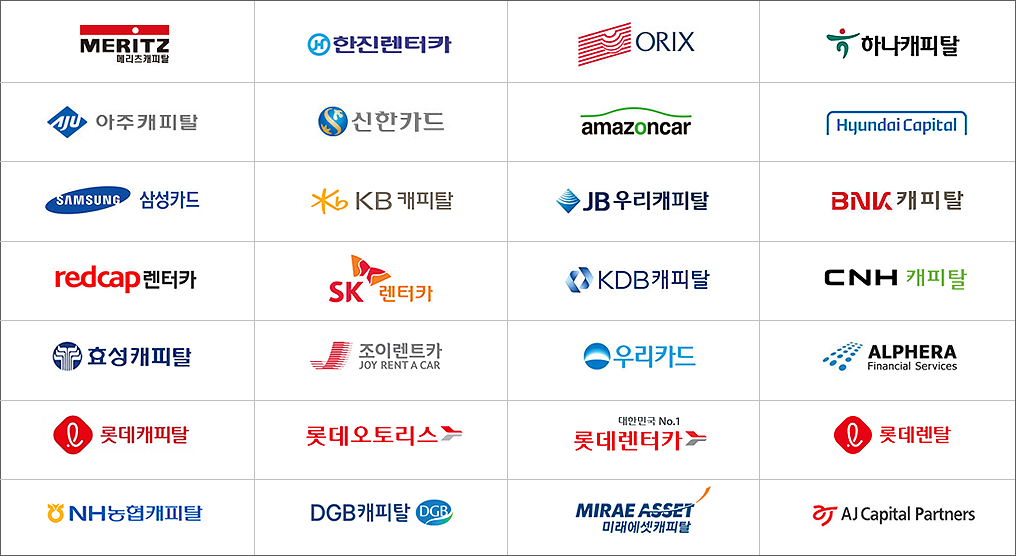 MERITZ
메리츠캐피탈
H 한진렌터카
ORIX
하나캐피탈
AJU 아주캐피탈
S 신한카드
amazoncar
Hyundai Capital
SAMSUNG 삼성카드
Kb KB 캐피탈
JB우리캐피탈
BNK 캐피탈
redcap렌터카
SK 렌터카
KDB캐피탈
CNH 캐피탈
효성캐피탈
조이렌트카
JOY RENT A CAR
우리카드
ALPHERA
Financial Services
롯데캐피탈
롯데오토리스
대한민국 No.1
롯데렌터카
롯데렌탈
NH농협캐피탈
DGB캐피탈 DGB
MIRAE ASSET
미래에셋캐피탈
AJ Capital Partners